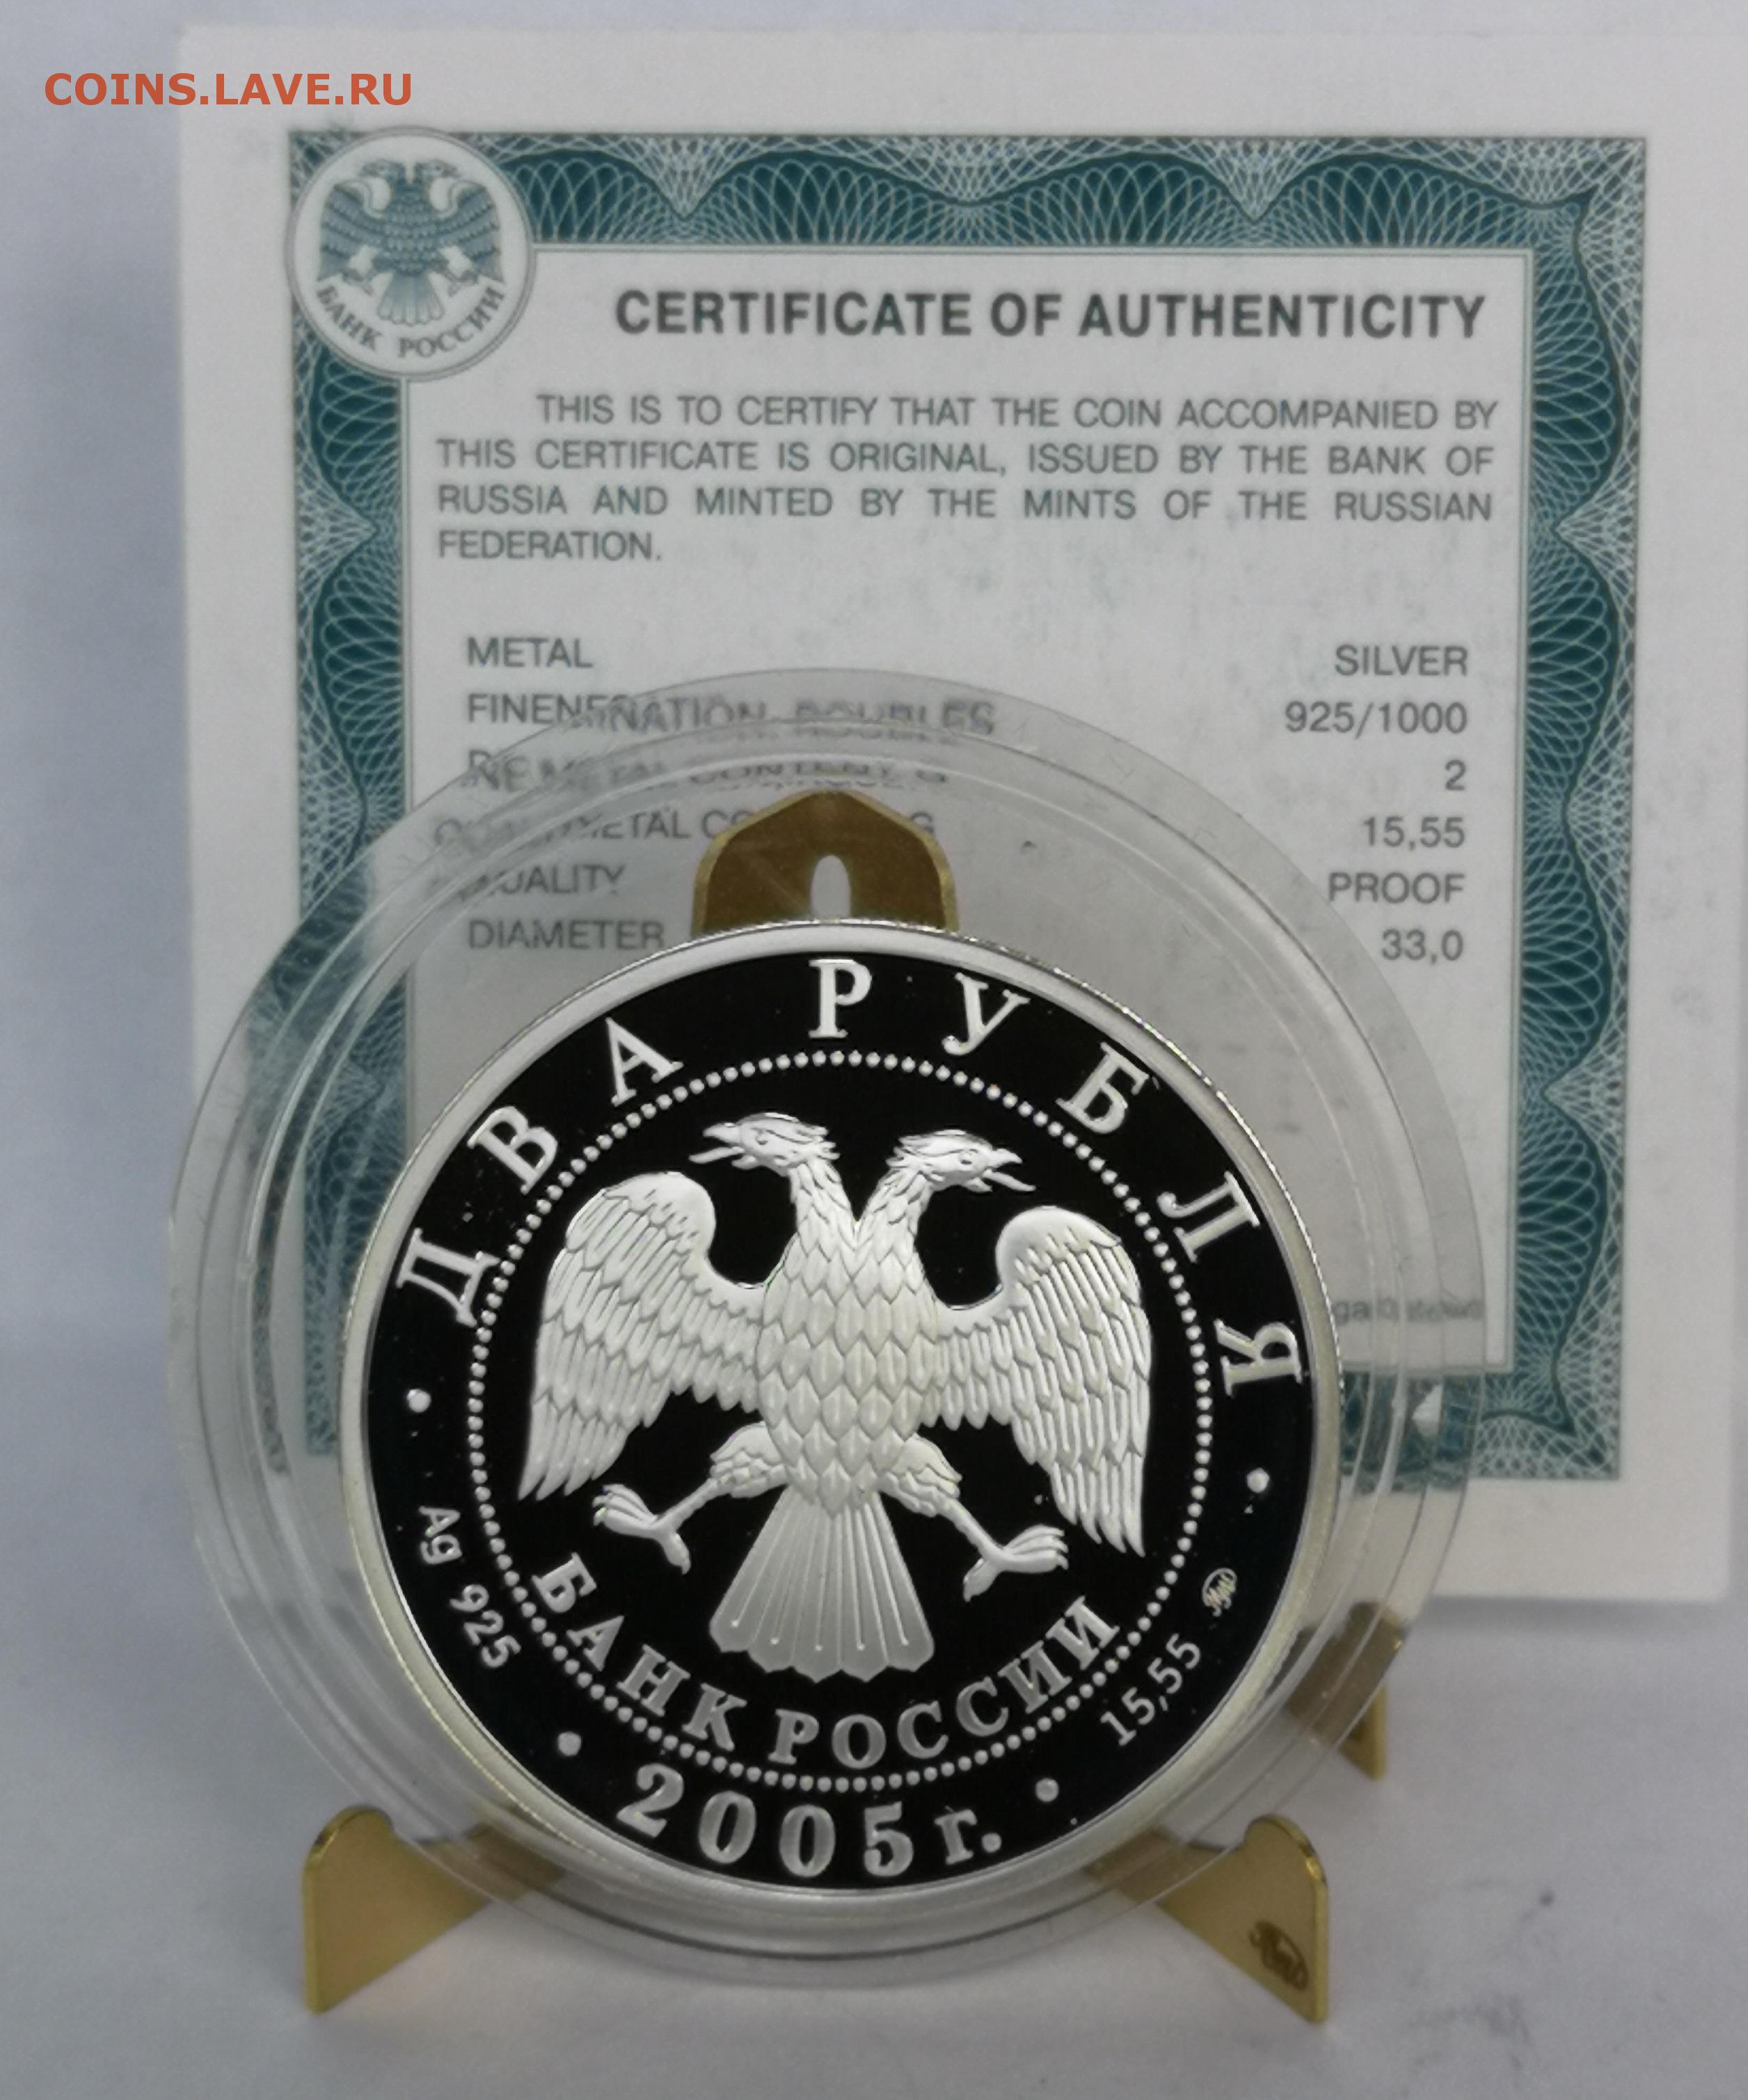 COINS.LAVE.RU
БАНК РОССИИ
CERTIFICATE OF AUTHENTICITY
THIS IS TO CERTIFY THAT THE COIN ACCOMPANIED BY
THIS CERTIFICATE IS ORIGINAL, ISSUED BY THE BANK OF
RUSSIA AND MINTED BY THE MINTS OF THE RUSSIAN
FEDERATION.
METAL SILVER
925/1000
2
15,55
QUALITY PROOF
DIAMETER 33,0
ДВА РУБЛЯ
Ag 925
БАНК РОССИИ
15,55
2005г.